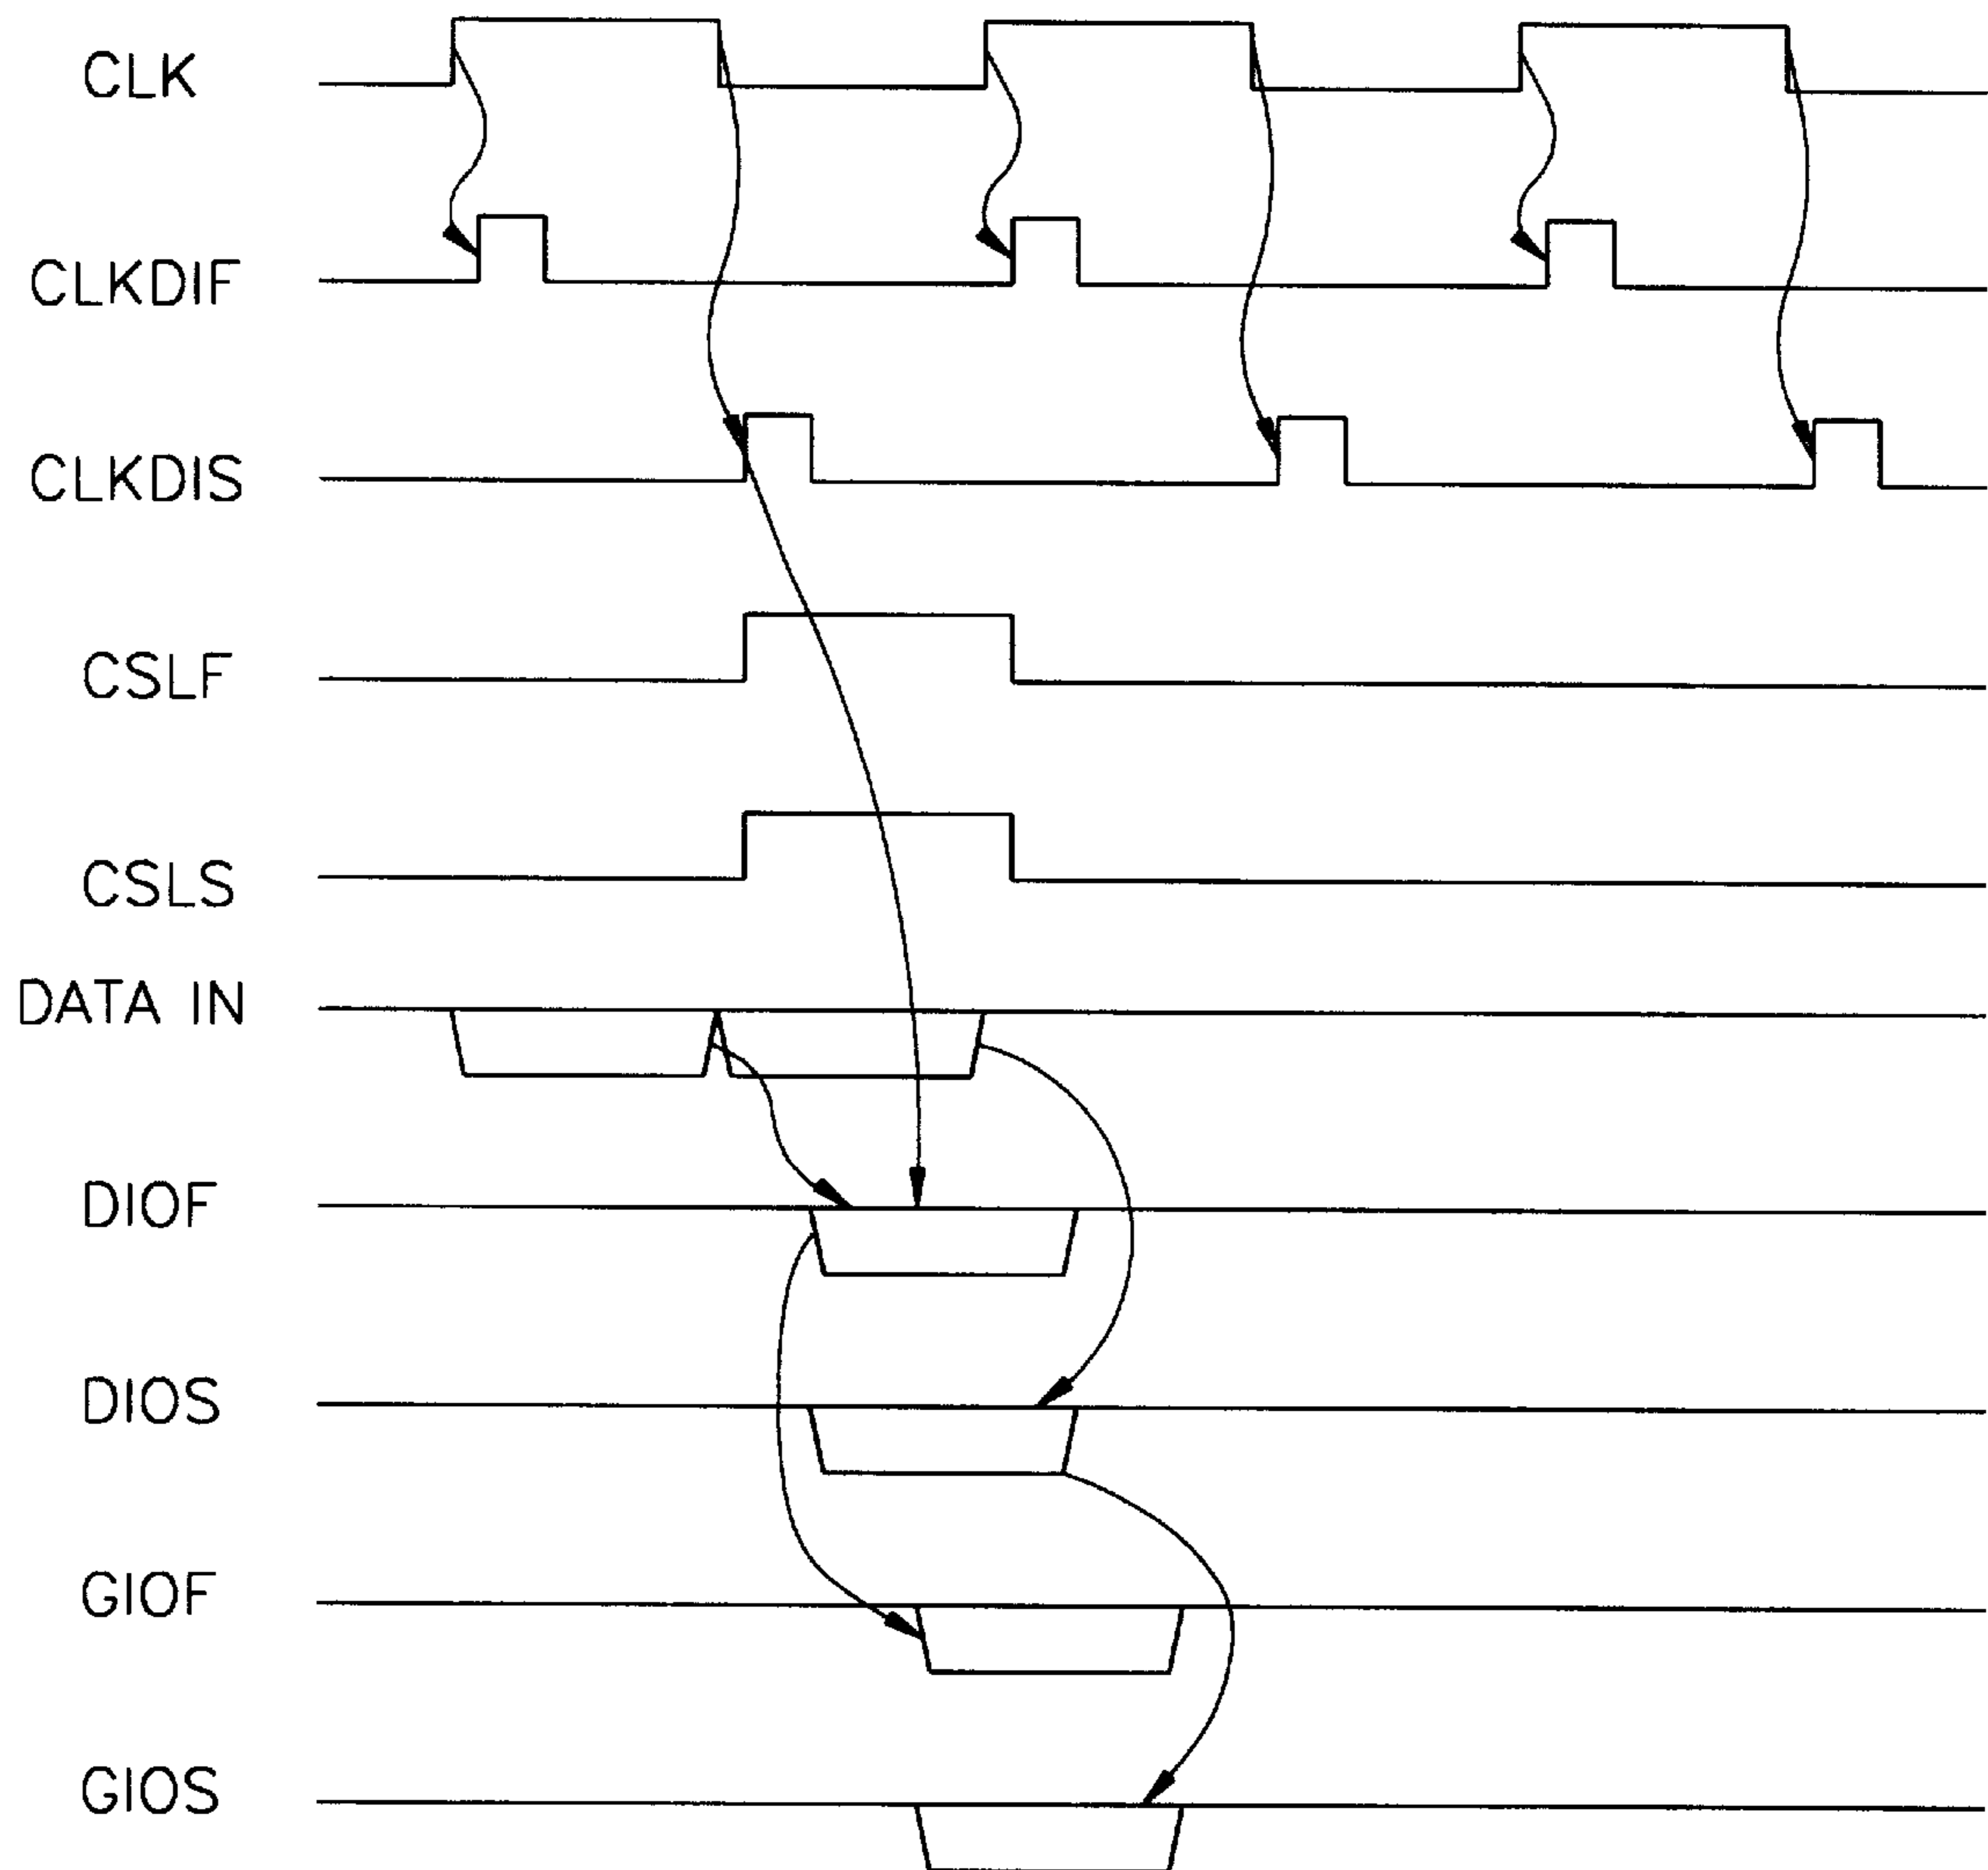 CLK
CLKDIF
CLKDIS
CSLF
CSLS
DATA IN
DIOF
DIOS
GIOF
GIOS